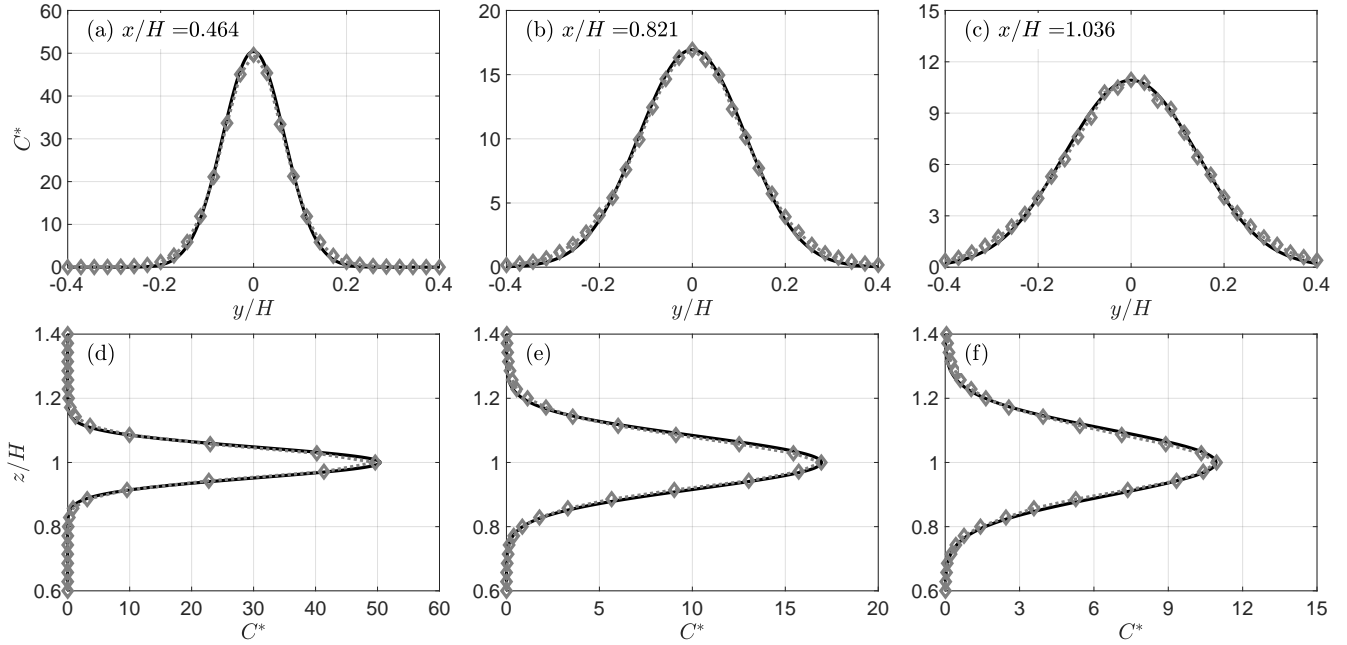 (a) x/H =0.464
60
50
40
30
20
10
0
C*
-0.4 -0.2 0 0.2 0.4
y/H
(b) x/H =0.821
20
15
10
5
0
-0.4 -0.2 0 0.2 0.4
y/H
(c) x/H =1.036
15
12
9
6
3
0
-0.4 -0.2 0 0.2 0.4
y/H
(d)
1.4
1.2
1
0.8
0.6
z/H
0 10 20 30 40 50 60
C*
(e)
1.4
1.2
1
0.8
0.6
0 5 10 15 20
C*
(f)
1.4
1.2
1
0.8
0.6
0 3 6 9 12 15
C*